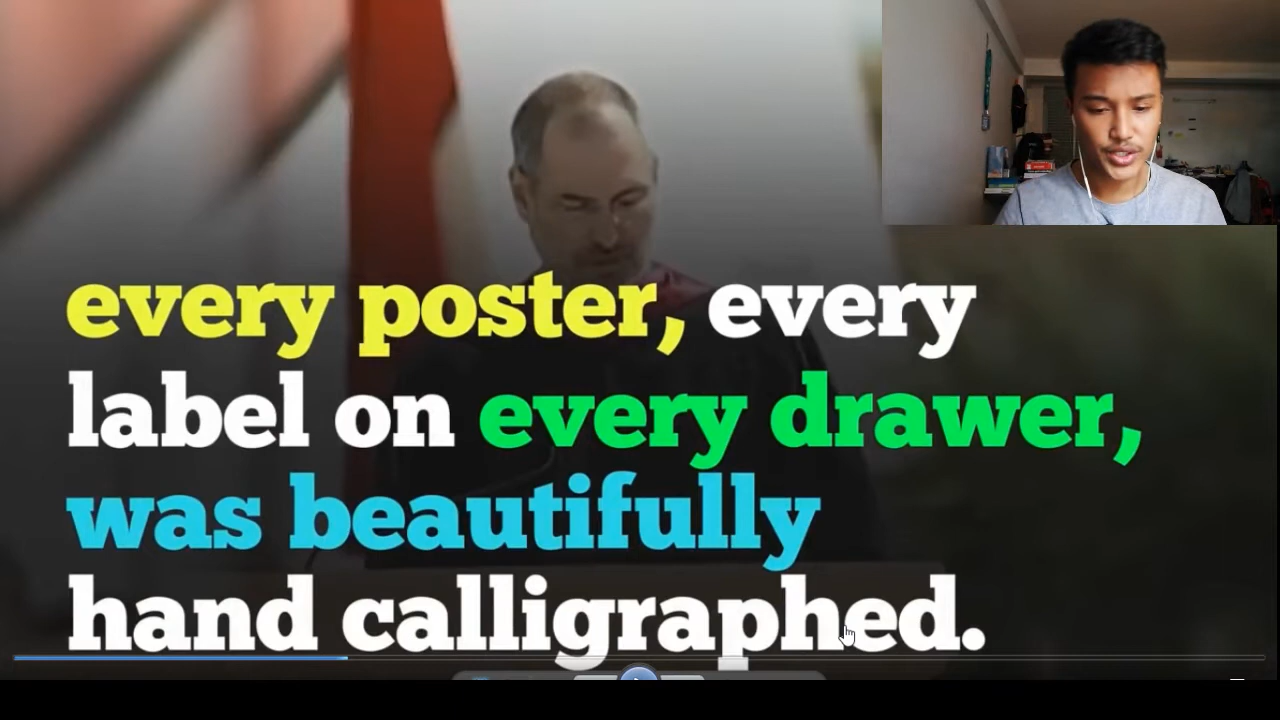 every poster, every
label on every drawer,
was beautifully
hand calligraphed.